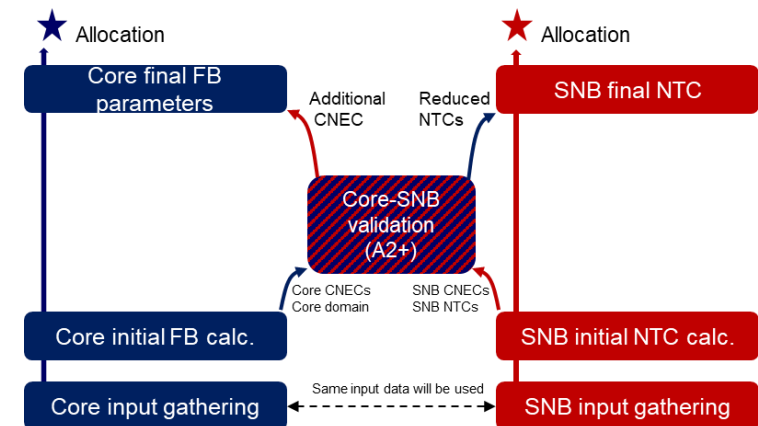 Allocation
Allocation
Core final FB
parameters
Additional
CNEC
Reduced
NTCs
SNB final NTC
Core-SNB
validation
(A2+)
Core CNECs
Core domain
SNB CNECs
SNB NTCs
Core initial FB calc.
SNB initial NTC calc.
Same input data will be used
Core input gathering
SNB input gathering